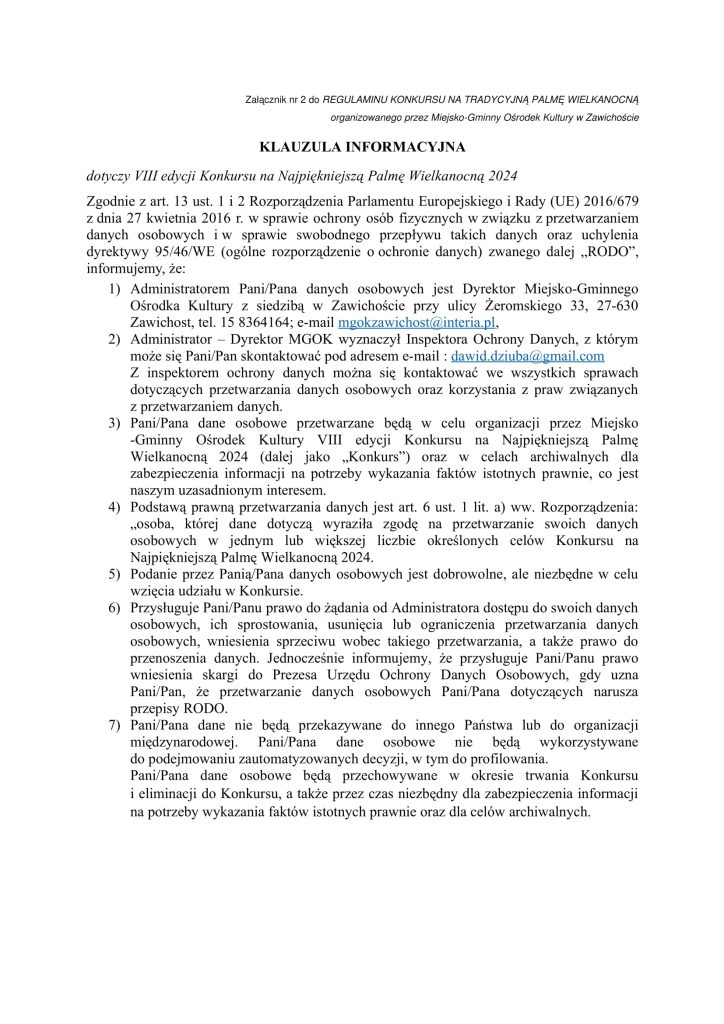 Załącznik nr 2 do REGULAMINU KONKURSU NA TRADYCYJNĄ PALMĘ WIELKANOCNĄ
organizowanego przez Miejsko-Gminny Ośrodek Kultury w Zawichoście
KLAUZULA INFORMACYJNA
dotyczy VIII edycji Konkursu na Najpiękniejszą Palmę Wielkanocną 2024
Zgodnie z art. 13 ust. 1 i 2 Rozporządzenia Parlamentu Europejskiego i Rady (UE) 2016/679
z dnia 27 kwietnia 2016 r. w sprawie ochrony osób fizycznych w związku z przetwarzaniem
danych osobowych i w sprawie swobodnego przepływu takich danych oraz uchylenia
dyrektywy 95/46/WE (ogólne rozporządzenie o ochronie danych) zwanego dalej „RODO”,
informujemy, że:
1) Administratorem Pani/Pana danych osobowych jest Dyrektor Miejsko-Gminnego
Ośrodka Kultury z siedzibą w Zawichoście przy ulicy Żeromskiego 33, 27-630
Zawichost, tel. 15 8364164; e-mail mgokzawichost@interia.pl,
2) Administrator – Dyrektor MGOK wyznaczył Inspektora Ochrony Danych, z którym
może się Pani/Pan skontaktować pod adresem e-mail : dawid.dziuba@gmail.com
Z inspektorem ochrony danych można się kontaktować we wszystkich sprawach
dotyczących przetwarzania danych osobowych oraz korzystania z praw związanych
z przetwarzaniem danych.
3) Pani/Pana dane osobowe przetwarzane będą w celu organizacji przez Miejsko
-Gminny Ośrodek Kultury VIII edycji Konkursu na Najpiękniejszą Palmę
Wielkanocną 2024 (dalej jako „Konkurs”) oraz w celach archiwalnych dla
zabezpieczenia informacji na potrzeby wykazania faktów istotnych prawnie, co jest
naszym uzasadnionym interesem.
4) Podstawą prawną przetwarzania danych jest art. 6 ust. 1 lit. a) ww. Rozporządzenia:
„osoba, której dane dotyczą wyraziła zgodę na przetwarzanie swoich danych
osobowych w jednym lub większej liczbie określonych celów Konkursu na
Najpiękniejszą Palmę Wielkanocną 2024.
5) Podanie przez Panią/Pana danych osobowych jest dobrowolne, ale niezbędne w celu
wzięcia udziału w Konkursie.
6) Przysługuje Pani/Panu prawo do żądania od Administratora dostępu do swoich danych
osobowych, ich sprostowania, usunięcia lub ograniczenia przetwarzania danych
osobowych, wniesienia sprzeciwu wobec takiego przetwarzania, a także prawo do
przenoszenia danych. Jednocześnie informujemy, że przysługuje Pani/Panu prawo
wniesienia skargi do Prezesa Urzędu Ochrony Danych Osobowych, gdy uzna
Pani/Pan, że przetwarzanie danych osobowych Pani/Pana dotyczących narusza
przepisy RODO.
7) Pani/Pana dane nie będą przekazywane do innego Państwa lub do organizacji
międzynarodowej. Pani/Pana dane osobowe nie będą wykorzystywane
do podejmowania zautomatyzowanych decyzji, w tym do profilowania.
Pani/Pana dane osobowe będą przechowywane w okresie trwania Konkursu
i eliminacji do Konkursu, a także przez czas niezbędny dla zabezpieczenia informacji
na potrzeby wykazania faktów istotnych prawnie oraz dla celów archiwalnych.